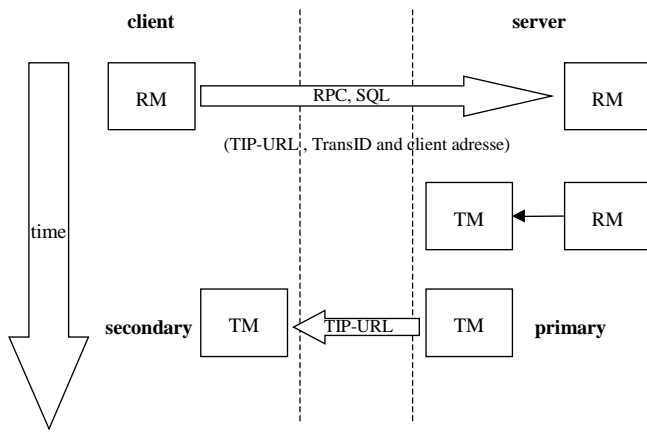 client
server
RM
RPC, SQL
RM
(TIP-URL , TransID and client adresse)
TM
RM
time
secondary
TM
TIP-URL
TM
primary